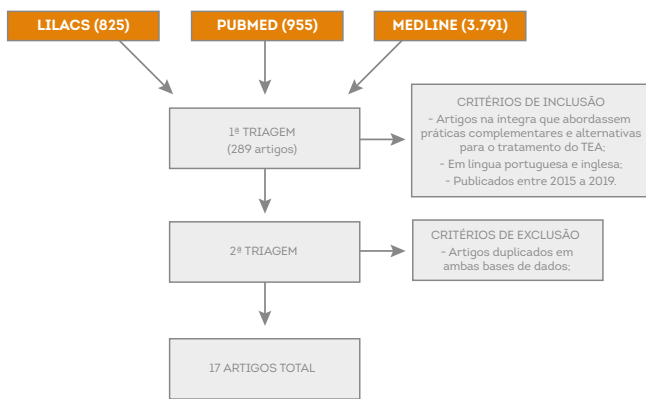 LILACS (825)
PUBMED (955)
MEDLINE (3.791)
1ª TRIAGEM
(289 artigos)
CRITÉRIOS DE INCLUSÃO
- Artigos na integra que abordassem
práticas complementares e alternativas
para o tratamento do TEA;
- Em língua portuguesa e inglesa;
- Publicados entre 2015 a 2019.
2ª TRIAGEM
CRITÉRIOS DE EXCLUSÃO
- Artigos duplicados em
ambas bases de dados;
17 ARTIGOS TOTAL